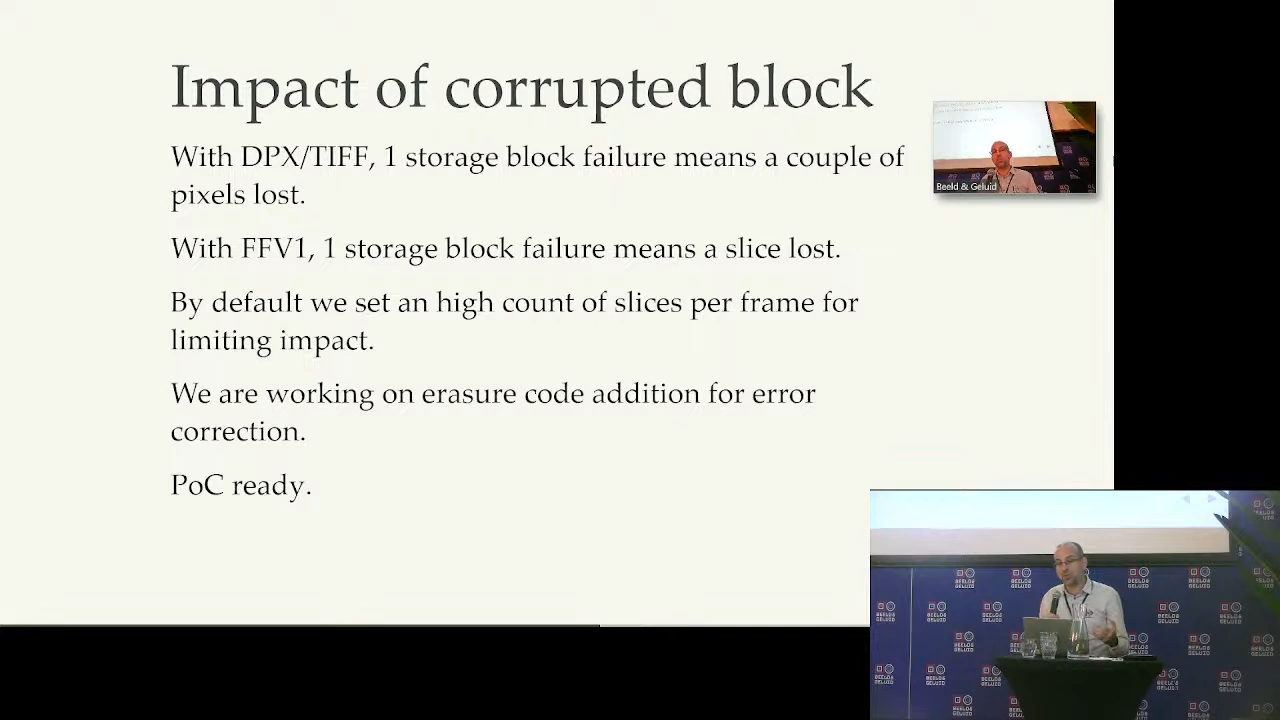 Impact of corrupted block
With DPX/TIFF, 1 storage block failure means a couple of
pixels lost.
With FFV1, 1 storage block failure means a slice lost.
By default we set an high count of slices per frame for
limiting impact.
We are working on erasure code addition for error
correction.
PoC ready.
Beeld & Geluid
BEELD&
GELUID